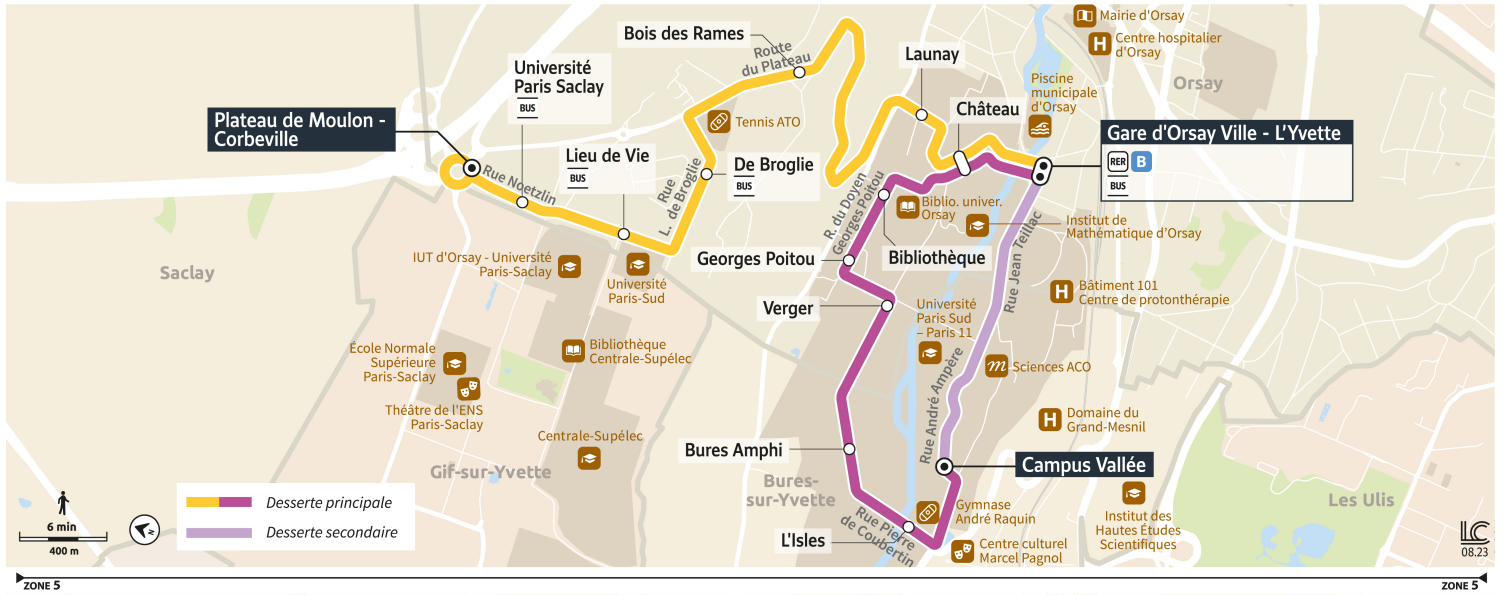 Mairie d'Orsay
Centre hospitalier
d'Orsay
Orsay
Bois des Rames
Route
du Plateau
Launay
Université
Paris Saclay
BUS
Piscine
municipale
d'Orsay
Château
Plateau de Moulon -
Corbeville
Tennis ATO
Gare d'Orsay Ville - L'Yvette
RER B
BUS
Lieu de Vie
BUS
De Broglie
BUS
Rue Noetzlin
Rue
L. de Broglie
R. du Doyen
Georges Poitou
Biblio. univer.
Orsay
Institut de
Mathématique d'Orsay
Rue Jean Teillac
Saclay
IUT d'Orsay - Université
Paris-Saclay
Université
Paris-Sud
Georges Poitou
Bibliothèque
Bâtiment 101
Centre de protonthérapie
Verger
Université
Paris Sud
– Paris 11
École Normale
Supérieure
Paris-Saclay
Bibliothèque
Centrale-Supélec
Sciences ACO
Rue André Ampère
Théâtre de l'ENS
Paris-Saclay
Domaine du
Grand-Mesnil
Centrale-Supélec
Bures Amphi
Campus Vallée
Gif-sur-Yvette
Bures-
sur-Yvette
Les Ulis
Desserte principale
Desserte secondaire
Gymnase
André Raquin
Institut des
Hautes Études
Scientifiques
Rue Pierre
de Coubertin
L'Isles
Centre culturel
Marcel Pagnol
6 min
400 m
N
LC
08.23
ZONE 5
ZONE 5